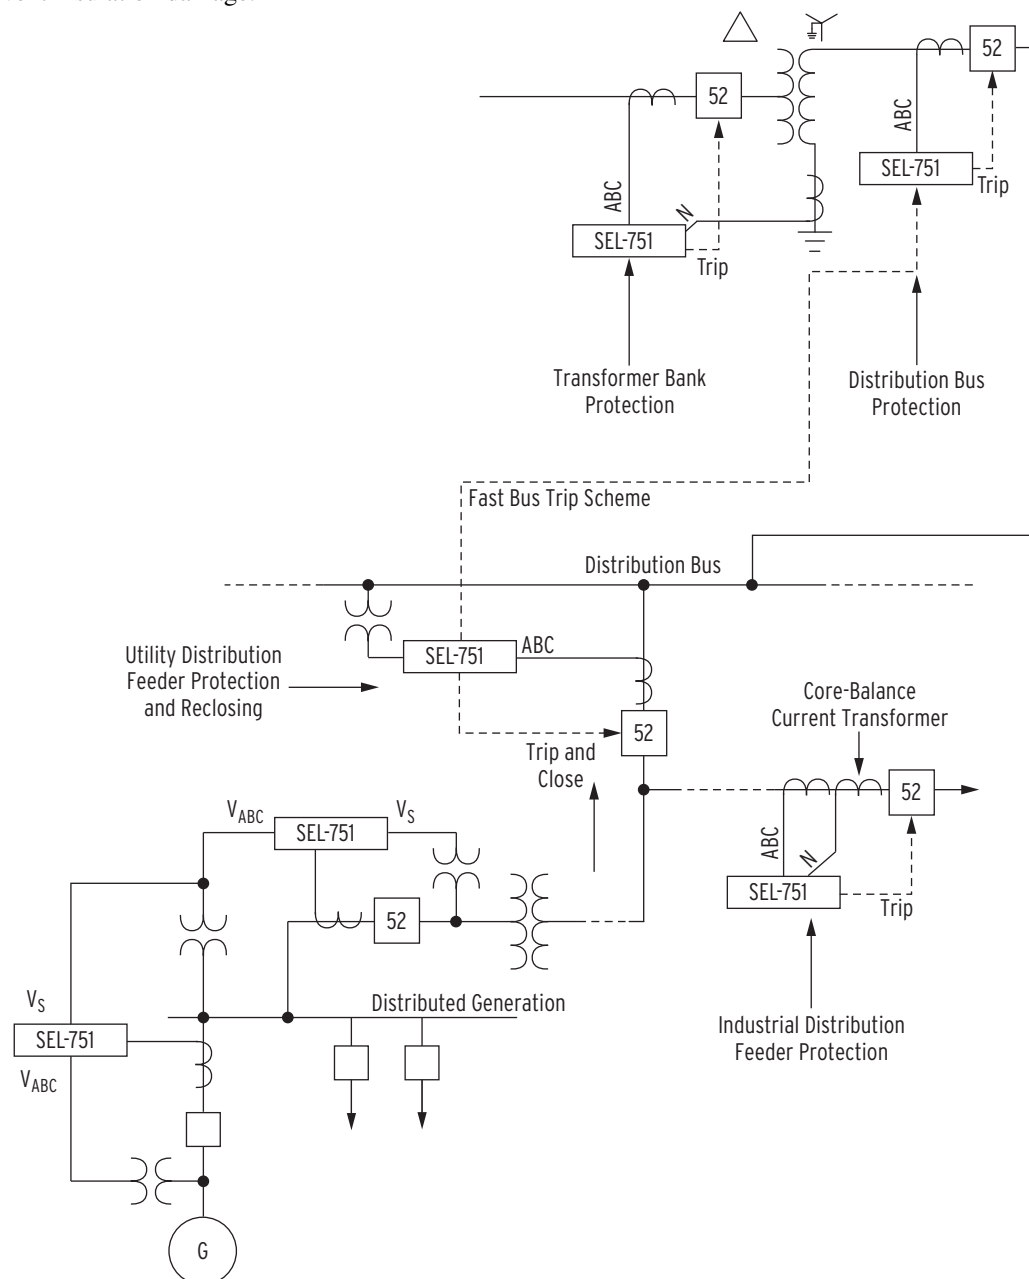 52
52
ABC
SEL-751
Trip
ABC
N
SEL-751
Trip
Transformer Bank
Protection
Distribution Bus
Protection
Fast Bus Trip Scheme
Distribution Bus
Utility Distribution
Feeder Protection
and Reclosing
SEL-751
ABC
52
Trip and
Close
Core-Balance
Current Transformer
52
ABC
N
SEL-751
Trip
Industrial Distribution
Feeder Protection
VABC
SEL-751
VS
52
Distributed Generation
VS
SEL-751
VABC
G